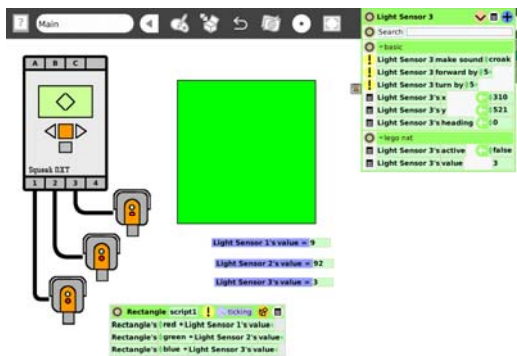 Main
A B C
Squeak NXT
1 2 3 4
Light Sensor 1's value = 9
Light Sensor 2's value = 92
Light Sensor 3's value = 3
Rectangle script1 ! ticking
Rectangle's red Light Sensor 1's value
Rectangle's green Light Sensor 2's value
Rectangle's blue Light Sensor 3's value
Light Sensor 3
Search
basic
! Light Sensor 3 make sound croak
! Light Sensor 3 forward by 5
! Light Sensor 3 turn by 5
Light Sensor 3's x 310
Light Sensor 3's y 521
Light Sensor 3's heading 0
lego nxt
Light Sensor 3's active false
Light Sensor 3's value 3